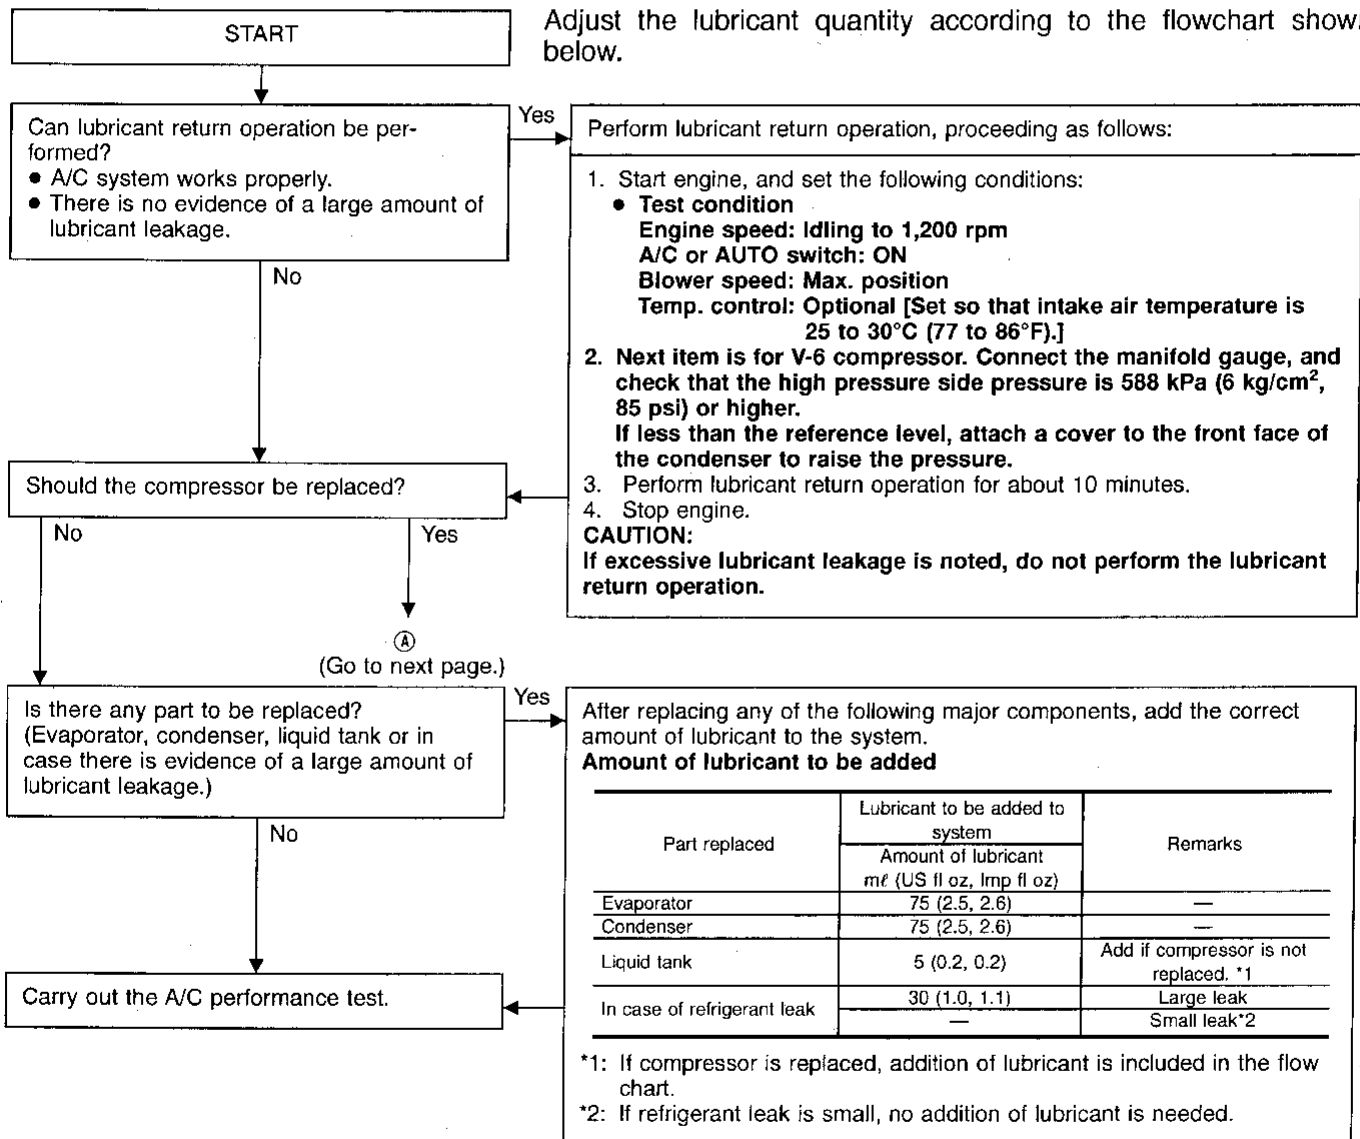 START
Adjust the lubricant quantity according to the flowchart show
below.
Can lubricant return operation be per-
formed?
● A/C system works properly.
● There is no evidence of a large amount of
lubricant leakage.
Yes
No
Perform lubricant return operation, proceeding as follows:
1. Start engine, and set the following conditions:
● Test condition
Engine speed: Idling to 1,200 rpm
A/C or AUTO switch: ON
Blower speed: Max. position
Temp. control: Optional [Set so that intake air temperature is
25 to 30°C (77 to 86°F).]
2. Next item is for V-6 compressor. Connect the manifold gauge, and
check that the high pressure side pressure is 588 kPa (6 kg/cm², 
85 psi) or higher.
If less than the reference level, attach a cover to the front face of
the condenser to raise the pressure.
3. Perform lubricant return operation for about 10 minutes.
4. Stop engine.
CAUTION:
If excessive lubricant leakage is noted, do not perform the lubricant
return operation.
Should the compressor be replaced?
No
Yes
Ⓐ
(Go to next page.)
Is there any part to be replaced?
(Evaporator, condenser, liquid tank or in
case there is evidence of a large amount of
lubricant leakage.)
Yes
No
After replacing any of the following major components, add the correct
amount of lubricant to the system.
Amount of lubricant to be added
Part replaced
Lubricant to be added to
system
Amount of lubricant
mℓ (US fl oz, Imp fl oz)
Remarks
Evaporator 75 (2.5, 2.6) —
Condenser 75 (2.5, 2.6) —
Liquid tank 5 (0.2, 0.2) Add if compressor is not
replaced. *1
In case of refrigerant leak
30 (1.0, 1.1) Large leak
— Small leak*2
*1: If compressor is replaced, addition of lubricant is included in the flow
chart.
*2: If refrigerant leak is small, no addition of lubricant is needed.
Carry out the A/C performance test.